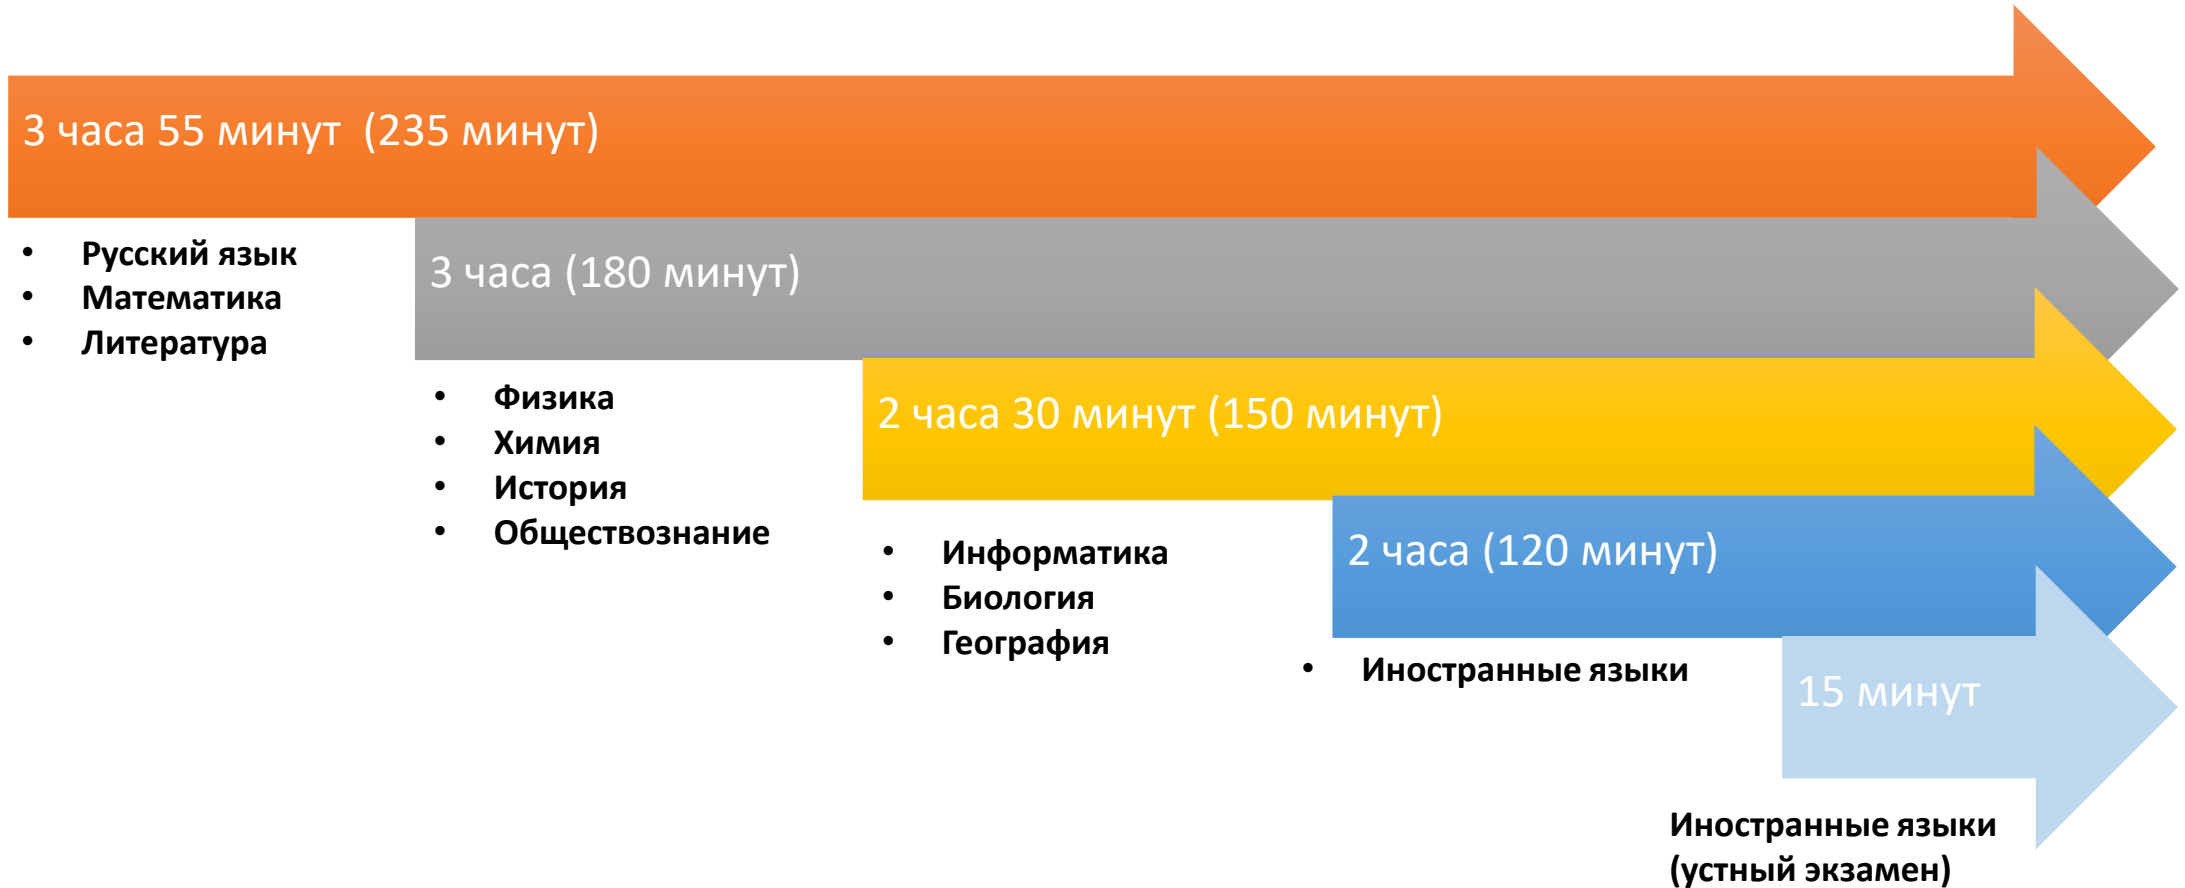 3 часа 55 минут (235 минут)
• Русский язык
• Математика
• Литература
3 часа (180 минут)
• Физика
• Химия
• История
• Обществознание
2 часа 30 минут (150 минут)
• Информатика
• Биология
• География
2 часа (120 минут)
• Иностранные языки
15 минут
Иностранные языки
(устный экзамен)